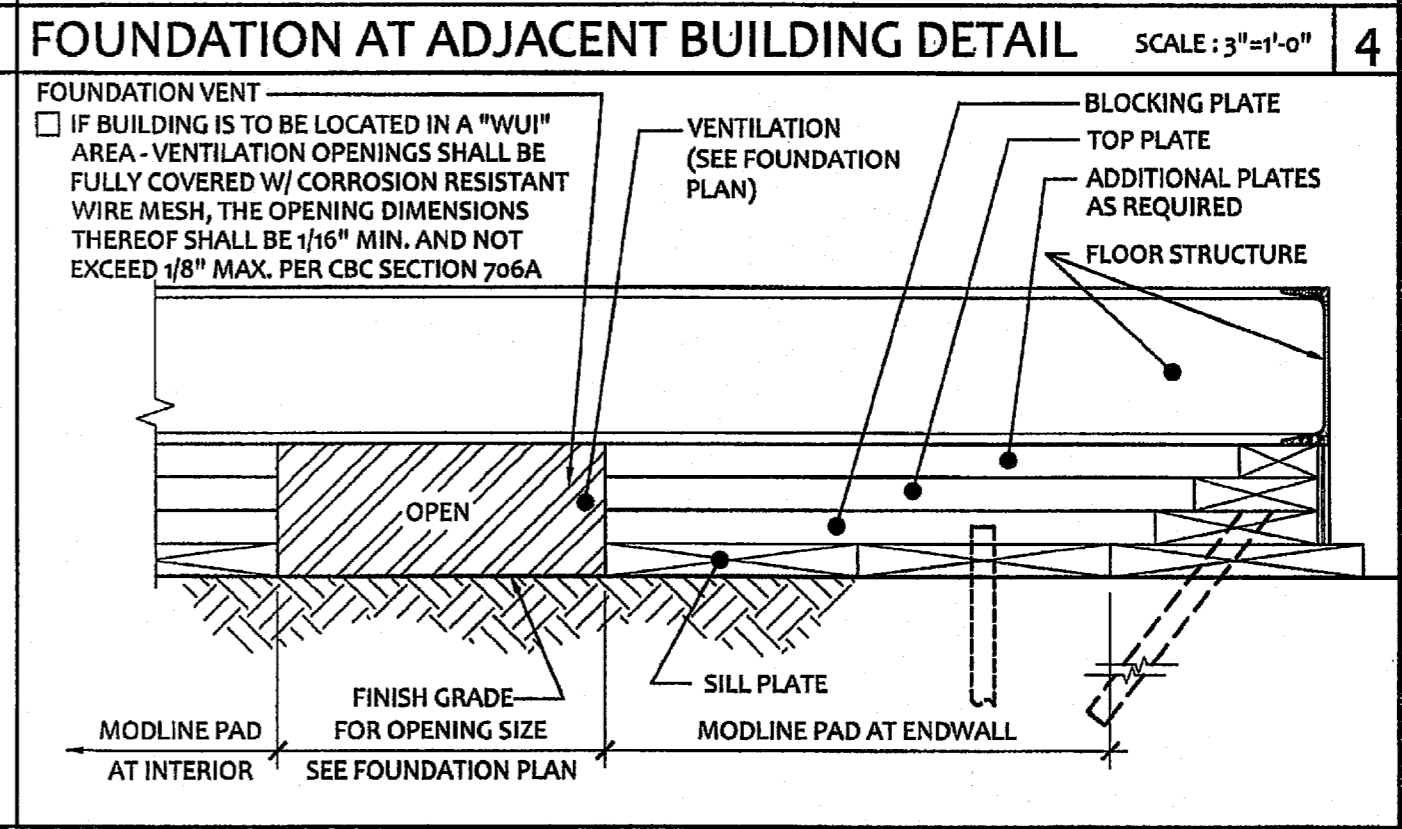 FOUNDATION AT ADJACENT BUILDING DETAIL SCALE : 3"=1'-0" 4
FOUNDATION VENT
IF BUILDING IS TO BE LOCATED IN A "WUI"
AREA - VENTILATION OPENINGS SHALL BE
FULLY COVERED W/ CORROSION RESISTANT
WIRE MESH, THE OPENING DIMENSIONS
THEREOF SHALL BE 1/16" MIN. AND NOT
EXCEED 1/8" MAX. PER CBC SECTION 706A
VENTILATION
(SEE FOUNDATION
PLAN)
BLOCKING PLATE
TOP PLATE
ADDITIONAL PLATES
AS REQUIRED
FLOOR STRUCTURE
OPEN
FINISH GRADE
SILL PLATE
MODLINE PAD
AT INTERIOR
FOR OPENING SIZE
SEE FOUNDATION PLAN
MODLINE PAD AT ENDWALL